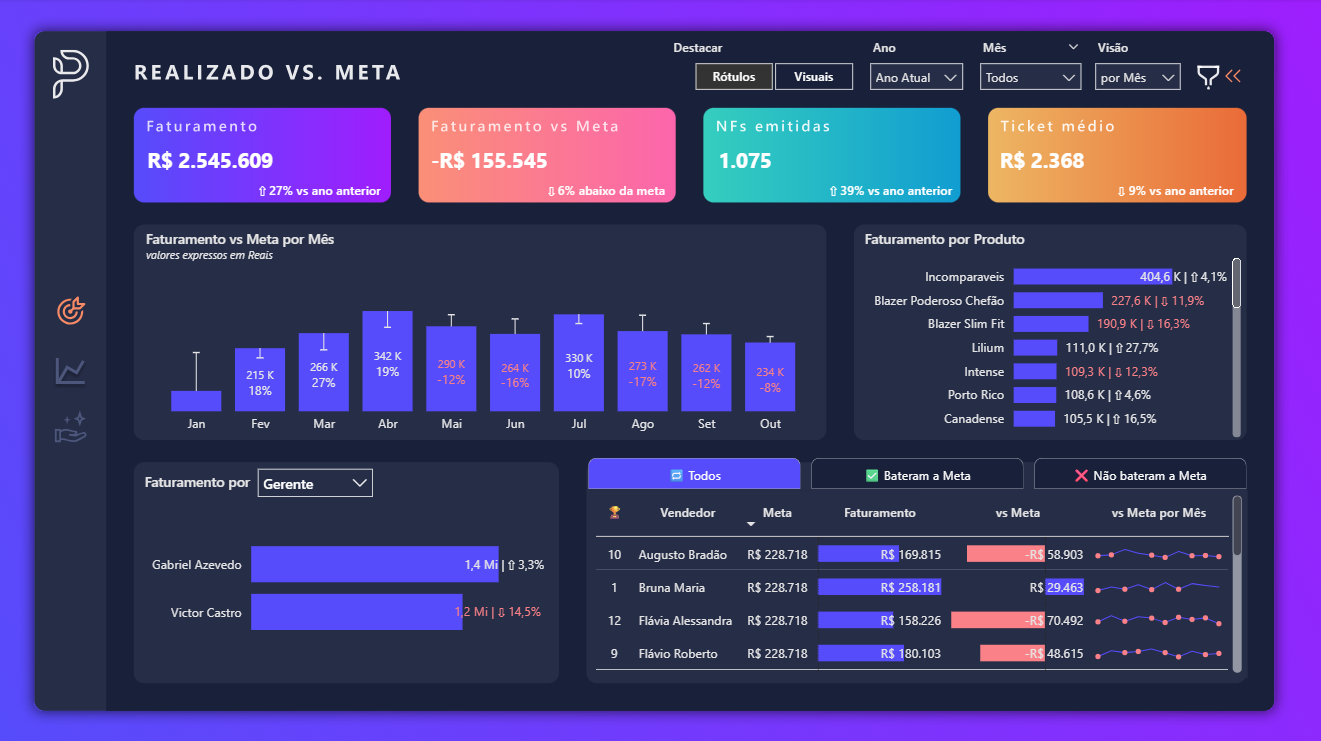 Destacar Ano Mês Visão
REALIZADO VS. META
Rótulos Visuais Ano Atual Todos por Mês
Faturamento
R$ 2.545.609
⇧27% vs ano anterior
Faturamento vs Meta
-R$ 155.545
⇩6% abaixo da meta
NFs emitidas
1.075
⇧39% vs ano anterior
Ticket médio
R$ 2.368
⇩ 9% vs ano anterior
Faturamento vs Meta por Mês
valores expressos em Reais
215 K
18%
266 K
27%
342 K
19%
290 K
-12%
264 K
-16%
330 K
10%
273 K
-17%
262 K
-12%
234 K
-8%
Jan Fev Mar Abr Mai Jun Jul Ago Set Out
Faturamento por Produto
Incomparaveis 404,6 K | ⇧4,1%
Blazer Poderoso Chefão 227,6 K | ⇩ 11,9%
Blazer Slim Fit 190,9 K | ⇩ 16,3%
Lilium 111,0 K | ⇧27,7%
Intense 109,3 K | ⇩ 12,3%
Porto Rico 108,6 K | ⇧4,6%
Canadense 105,5 K | ⇧16,5%
Faturamento por Gerente
Gabriel Azevedo 1,4 Mi | ⇧3,3%
Victor Castro 1,2 Mi | ⇩ 14,5%
Todos Bateram a Meta Não bateram a Meta
Vendedor Meta Faturamento vs Meta vs Meta por Mês
10 Augusto Bradão R$ 228.718 R$ 169.815 -R$ 58.903
1 Bruna Maria R$ 228.718 R$ 258.181 R$ 29.463
12 Flávia Alessandra R$ 228.718 R$ 158.226 -R$ 70.492
9 Flávio Roberto R$ 228.718 R$ 180.103 -R$ 48.615